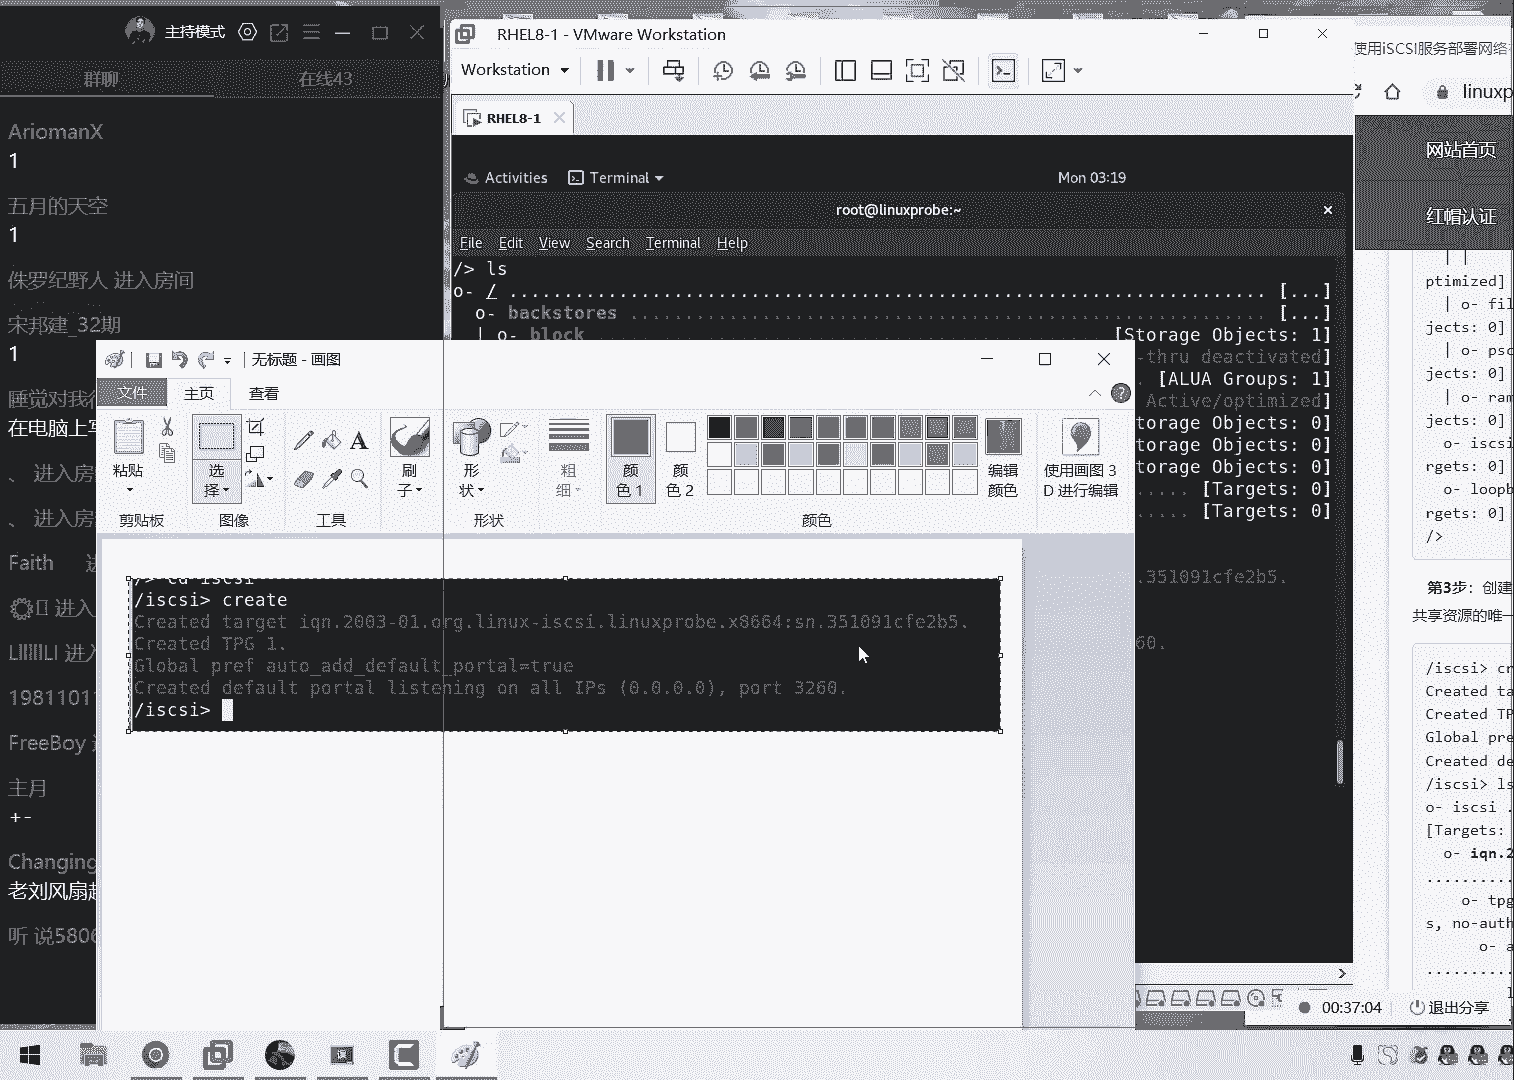 主持模式
群聊
在线43
AriomanX
1
五月的天空
1
侏罗纪野人 进入房间
宋邦建_32期
1
睡觉对我很
在电脑上写
、 进入房
、 进入房
Faith 进
进入
进入
1981101
FreeBoy
主月
+-
Changing
老刘风扇
听 说5806
RHEL8-1 - VMware Workstation
Workstation
RHEL8-1
Activities
Terminal
Mon 03:19
root@linuxprobe:~
File Edit View Search Terminal Help
/> ls
o- / ...................................................................... [...]
o- backstores ........................................................... [...]
| o- block [Storage Objects: 1]
-thru deactivated]
[ALUA Groups: 1]
Active/optimized]
torage Objects: 0]
torage Objects: 0]
torage Objects: 0]
..... [Targets: 0]
..... [Targets: 0]
.351091cfe2b5.
60.
无标题 - 画图
文件
主页
查看
粘贴
剪贴板
选择
图像
工具
刷子
形状
形状
粗细
颜色 1
颜色 2
颜色
编辑颜色
使用画图 3D 进行编辑
/> cd iscsi
/iscsi> create
Created target iqn.2003-01.org.linux-iscsi.linuxprobe.x8664:sn.351091cfe2b5.
Created TPG 1.
Global pref auto_add_default_portal=true
Created default portal listening on all IPs (0.0.0.0), port 3260.
/iscsi>
使用iSCSI服务部署网络
linuxp
网站首页
红帽认证
| |
ptimized]
| o- fil
jects: 0]
| o- psc
jects: 0]
| o- ram
jects: 0]
o- iscsi
rgets: 0]
o- loopb
rgets: 0]
/>
第3步：创建
共享资源的唯一
/iscsi> cr
Created ta
Created TP
Global pre
Created de
/iscsi> ls
o- iscsi .
[Targets:
o- iqn.2
..........
o- tpg
s, no-auth
o- a
..........
00:37:04
退出分享